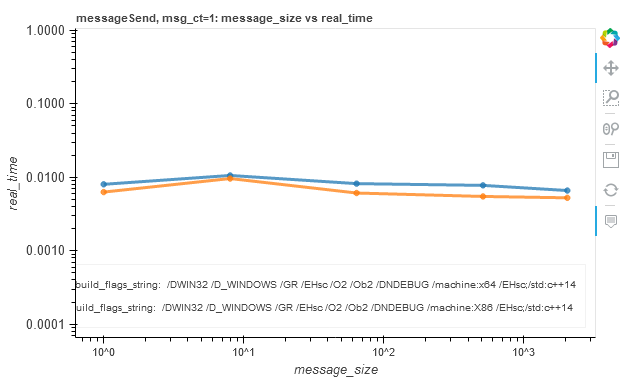 messageSend, msg_ct=1: message_size vs real_time
1.0000
0.1000
0.0100
0.0010
0.0001
real_time
build_flags_string: /DWIN32 /D_WINDOWS /GR /EHsc /O2 /Ob2 /DNDEBUG /machine:x64 /EHsc;/std:c++14
uild_flags_string: /DWIN32 /D_WINDOWS /GR /EHsc /O2 /Ob2 /DNDEBUG /machine:X86 /EHsc;/std:c++14
10^0 10^1 10^2 10^3
message_size